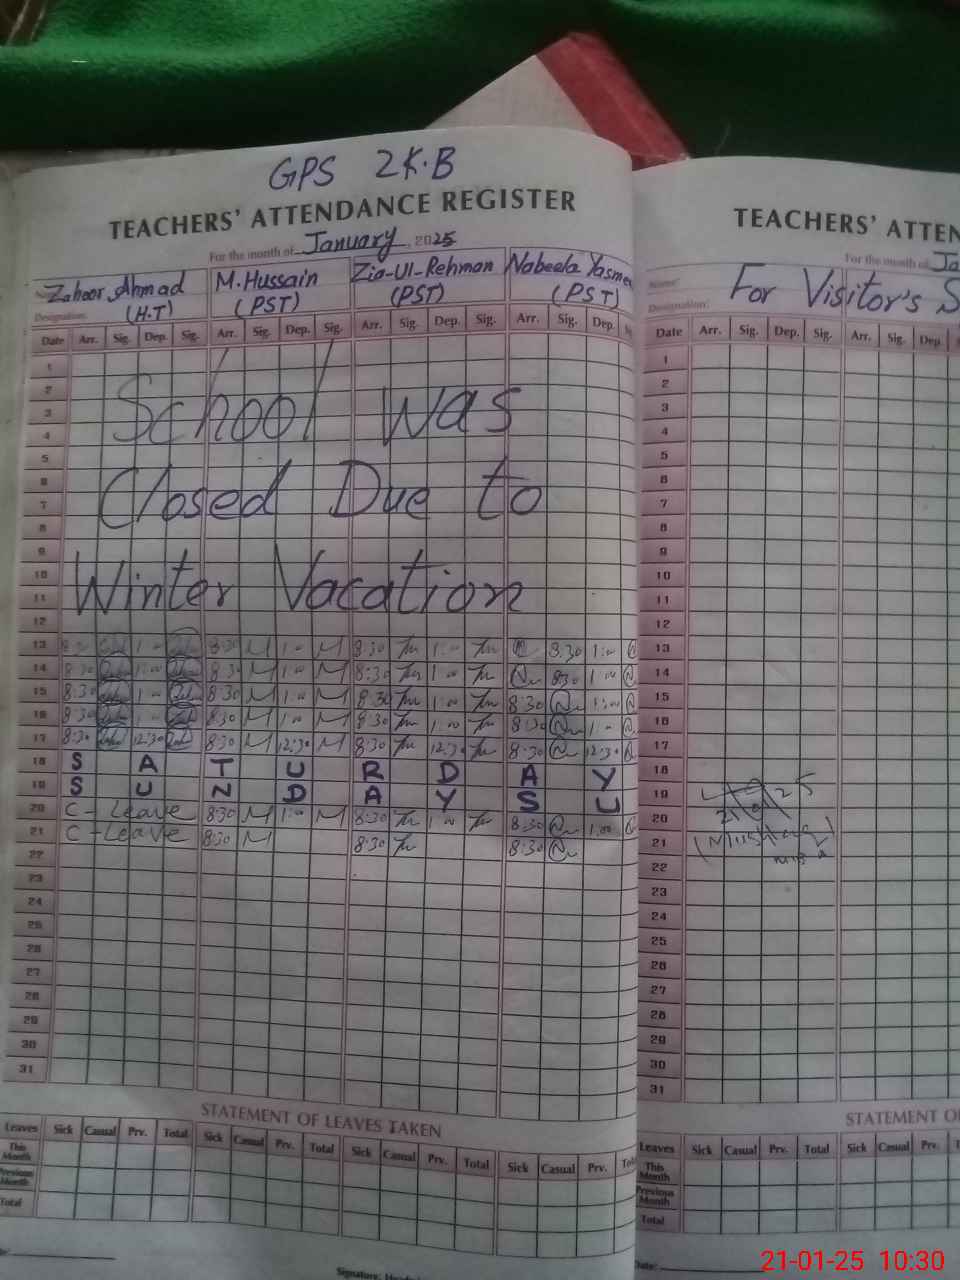 GPS 2K.B
TEACHERS' ATTENDANCE REGISTER
For the month of January, 2025
Zahoor Ahmad M.Hussain Zia-Ul-Rehman Nabeela
Designation: (H.T) (PST) (PST) (PST)
Date Arr. Sig. Dep. Sig. Arr. Sig. Dep. Sig. Arr. Sig. Dep. Sig. Arr. Sig. Dep.
1
2
School was
3
4
5
6
Closed Due to
7
8
9
10
Winter Vacation
11
12
13 8:30 1:00 8:30 M 1:00 M 8:30 1:00 8:30 1:00
14 8:30 1:00 8:30 M 1:00 M 8:30 1:00 8:30 1:00
15 8:30 1:00 8:30 M 1:00 M 8:30 1:00 8:30 1:00
16 8:30 1:00 8:30 M 1:00 M 8:30 1:00 8:30 1:00
17 8:30 12:30 8:30 M 12:30 M 8:30 12:30 8:30 12:30
18 S A T U R D A Y
19 S U N D A Y S U
20 C-Leave 8:30 M 1:00 M 8:30 1:00 8:30 1:00
21 C-Leave 8:30 M 8:30 8:30
22
23
24
25
26
27
28
29
30
31
STATEMENT OF LEAVES TAKEN
Leaves Sick Casual Prv. Total Sick Casual Prv. Total Sick Casual Prv. Total Sick Casual Prv.
This Month
Previous Month
Total
TEACHERS'
For the month of
Name: For Visitor's
Designation:
Date Arr. Sig. Dep. Sig. Arr. Sig. Dep.
1
2
3
4
5
6
7
8
9
10
11
12
13
14
15
16
17
18
19
20
21
22
23
24
25
26
27
28
29
30
31
STATEMENT
Leaves Sick Casual Prv. Total Sick Casual Prv.
This Month
Previous Month
Total
Date:
21-01-25 10:30